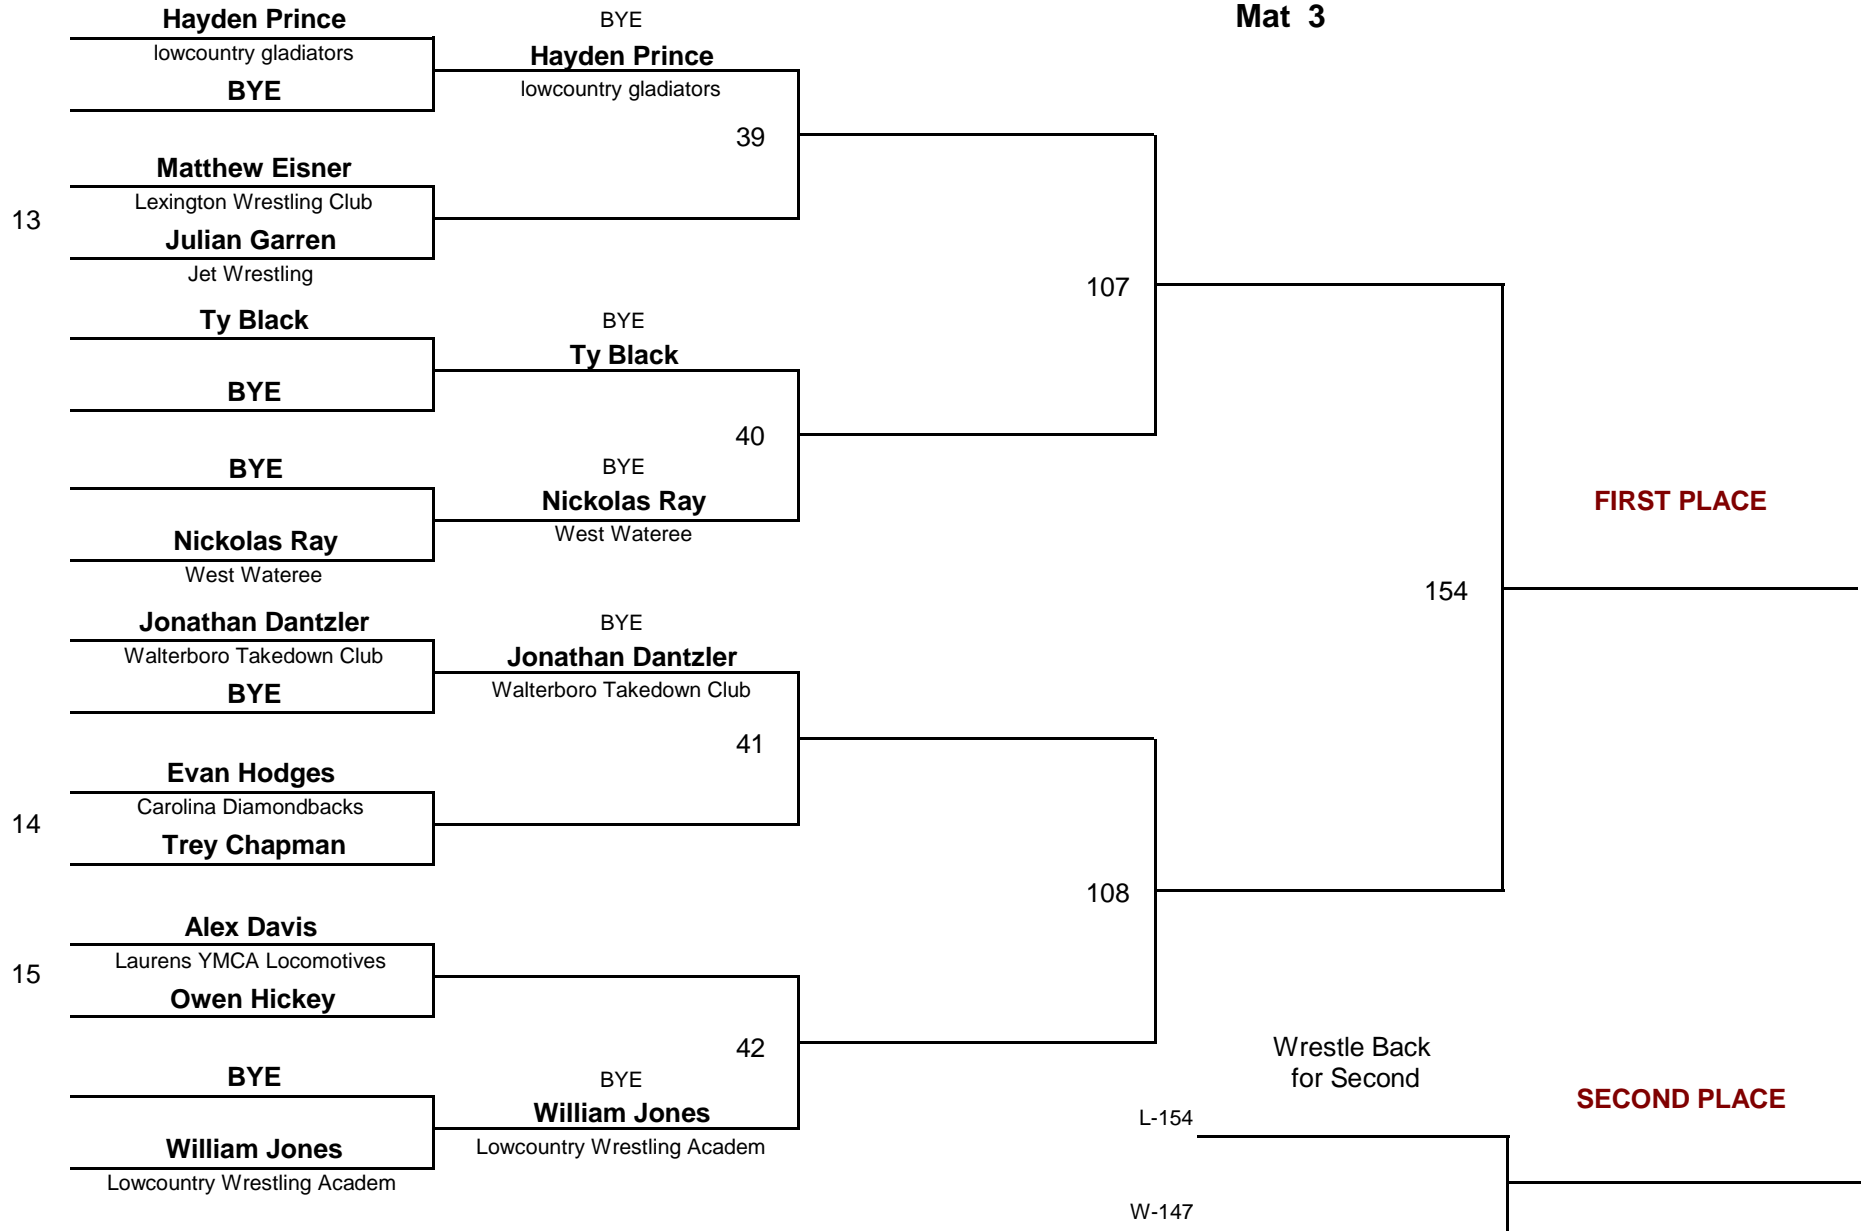 Mat  3
Hayden Prince
lowcountry gladiators
BYE
BYE
Hayden Prince
lowcountry gladiators
39
13
Matthew Eisner
Lexington Wrestling Club
Julian Garren
Jet Wrestling
107
Ty Black
BYE
BYE
Ty Black
40
BYE
Nickolas Ray
West Wateree
BYE
Nickolas Ray
West Wateree
FIRST PLACE
154
Jonathan Dantzler
Walterboro Takedown Club
BYE
BYE
Jonathan Dantzler
Walterboro Takedown Club
41
14
Evan Hodges
Carolina Diamondbacks
Trey Chapman
108
15
Alex Davis
Laurens YMCA Locomotives
Owen Hickey
42
BYE
William Jones
Lowcountry Wrestling Academ
BYE
William Jones
Lowcountry Wrestling Academ
Wrestle Back
for Second
SECOND PLACE
L-154
W-147